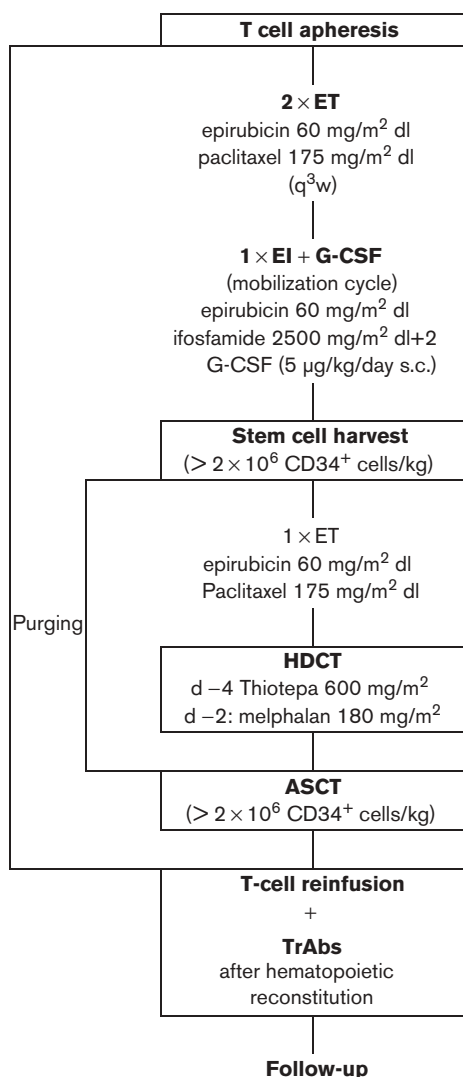 T cell apheresis
2 × ET
epirubicin 60 mg/m² dl
paclitaxel 175 mg/m² dl
(q³w)
1 × EI + G-CSF
(mobilization cycle)
epirubicin 60 mg/m² dl
ifosfamide 2500 mg/m² dl+2
G-CSF (5 µg/kg/day s.c.)
Stem cell harvest
(> 2 × 10⁶ CD34⁺ cells/kg)
1 × ET
epirubicin 60 mg/m² dl
Paclitaxel 175 mg/m² dl
Purging
HDCT
d –4 Thiotepa 600 mg/m²
d –2: melphalan 180 mg/m²
ASCT
(> 2 × 10⁶ CD34⁺ cells/kg)
T-cell reinfusion
+
TrAbs
after hematopoietic
reconstitution
Follow-up